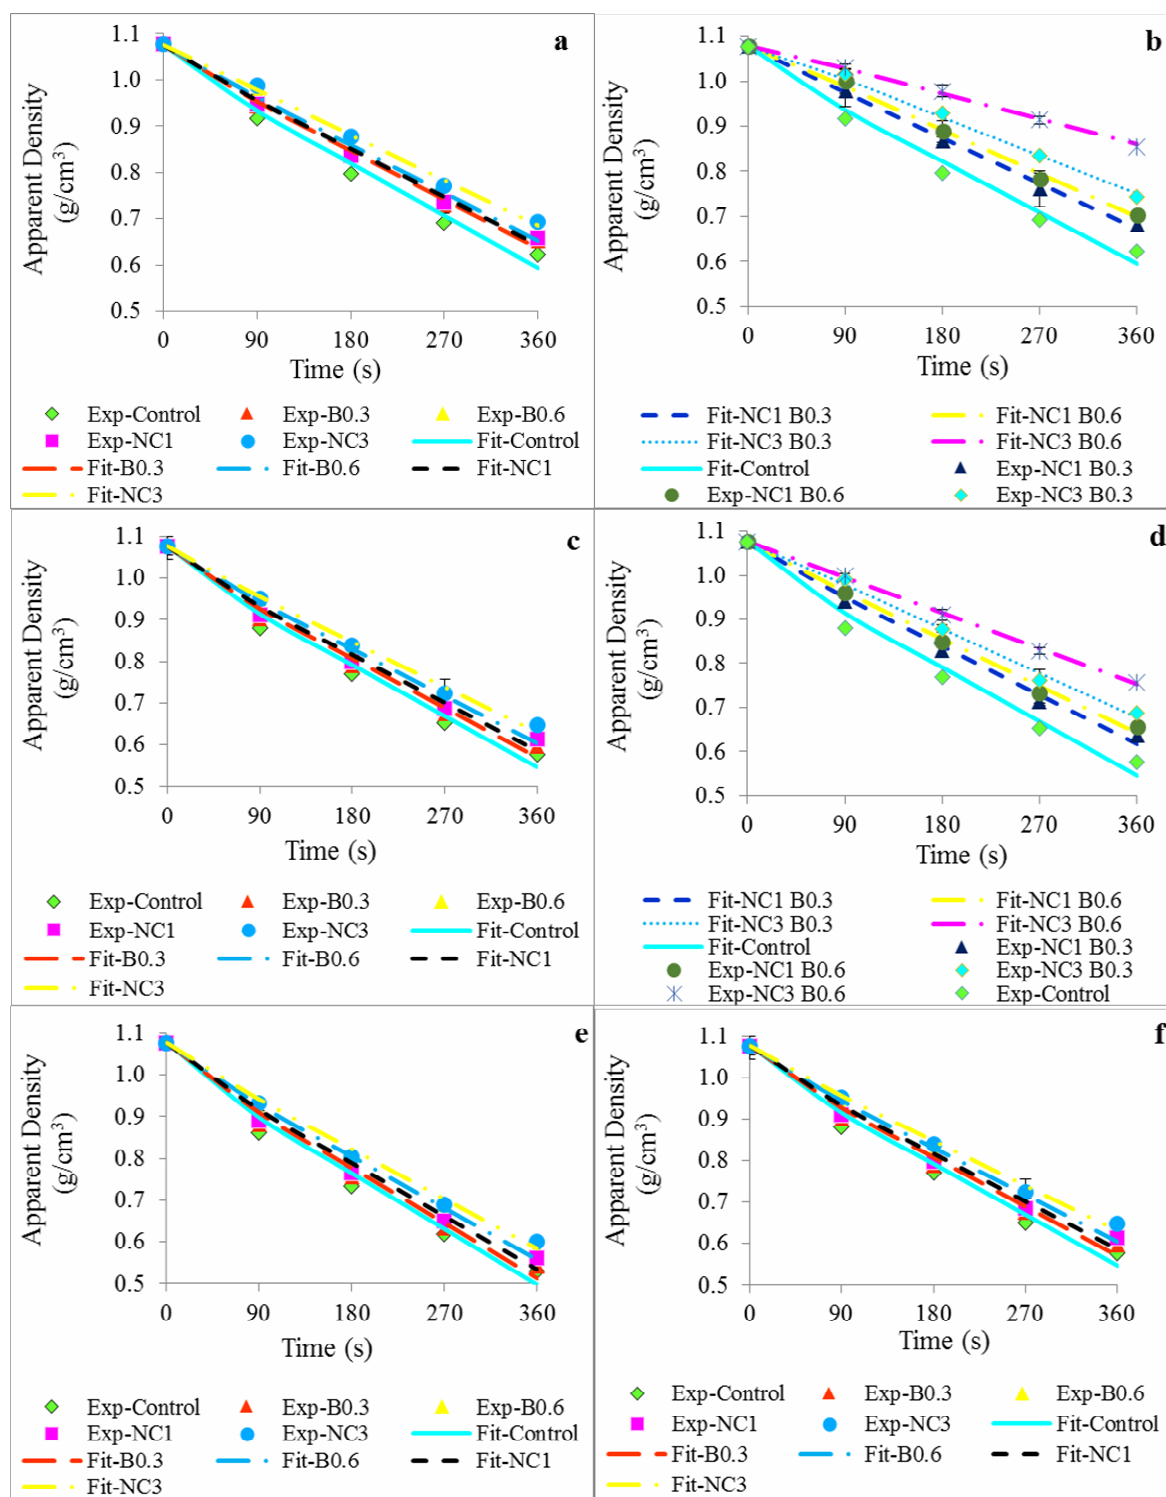 a
1.1
1.0
0.9
0.8
0.7
0.6
0.5
Apparent Density
(g/cm³)
0 90 180 270 360
Time (s)
Exp-Control Exp-B0.3 Exp-B0.6
Exp-NC1 Exp-NC3 Fit-Control
Fit-B0.3 Fit-B0.6 Fit-NC1
Fit-NC3
b
1.1
1.0
0.9
0.8
0.7
0.6
0.5
Apparent Density
(g/cm³)
0 90 180 270 360
Time (s)
Fit-NC1 B0.3 Fit-NC1 B0.6
Fit-NC3 B0.3 Fit-NC3 B0.6
Fit-Control Exp-NC1 B0.3
Exp-NC1 B0.6 Exp-NC3 B0.3
c
1.1
1.0
0.9
0.8
0.7
0.6
0.5
Apparent Density
(g/cm³)
0 90 180 270 360
Time (s)
Exp-Control Exp-B0.3 Exp-B0.6
Exp-NC1 Exp-NC3 Fit-Control
Fit-B0.3 Fit-B0.6 Fit-NC1
Fit-NC3
d
1.1
1.0
0.9
0.8
0.7
0.6
0.5
Apparent Density
(g/cm³)
0 90 180 270 360
Time (s)
Fit-NC1 B0.3 Fit-NC1 B0.6
Fit-NC3 B0.3 Fit-NC3 B0.6
Fit-Control Exp-NC1 B0.3
Exp-NC1 B0.6 Exp-NC3 B0.3
Exp-NC3 B0.6 Exp-Control
e
1.1
1.0
0.9
0.8
0.7
0.6
0.5
Apparent Density
(g/cm³)
0 90 180 270 360
Time (s)
Exp-Control Exp-B0.3 Exp-B0.6
Exp-NC1 Exp-NC3 Fit-Control
Fit-B0.3 Fit-B0.6 Fit-NC1
Fit-NC3
f
1.1
1.0
0.9
0.8
0.7
0.6
0.5
Apparent Density
(g/cm³)
0 90 180 270 360
Time (s)
Exp-Control Exp-B0.3 Exp-B0.6
Exp-NC1 Exp-NC3 Fit-Control
Fit-B0.3 Fit-B0.6 Fit-NC1
Fit-NC3